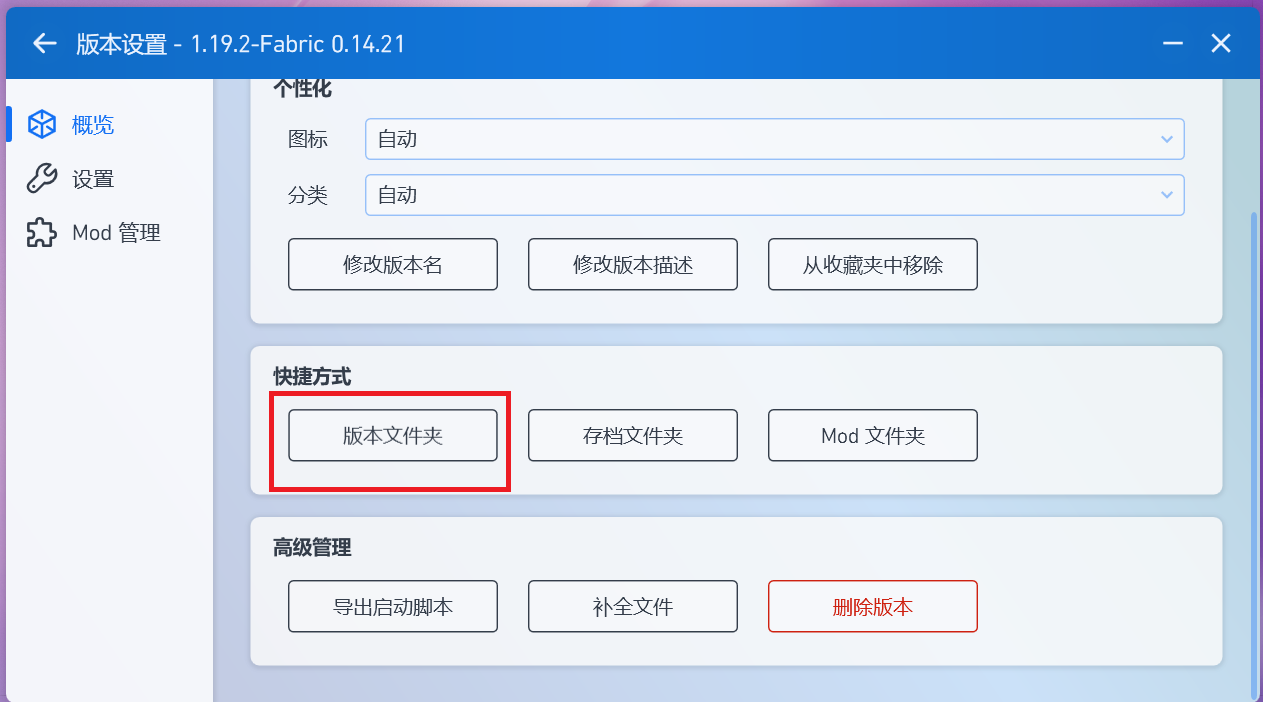 版本设置 - 1.19.2-Fabric 0.14.21
概览
设置
Mod 管理
个性化
图标 自动
分类 自动
修改版本名 修改版本描述 从收藏夹中移除
快捷方式
版本文件夹 存档文件夹 Mod 文件夹
高级管理
导出启动脚本 补全文件 删除版本